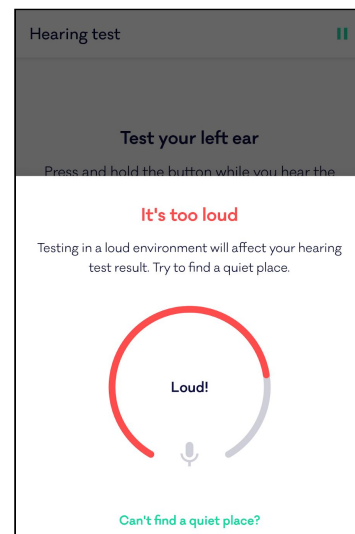 Hearing test
Test your left ear
Press and hold the button while you hear the
It's too loud
Testing in a loud environment will affect your hearing
test result. Try to find a quiet place.
Loud!
Can't find a quiet place?